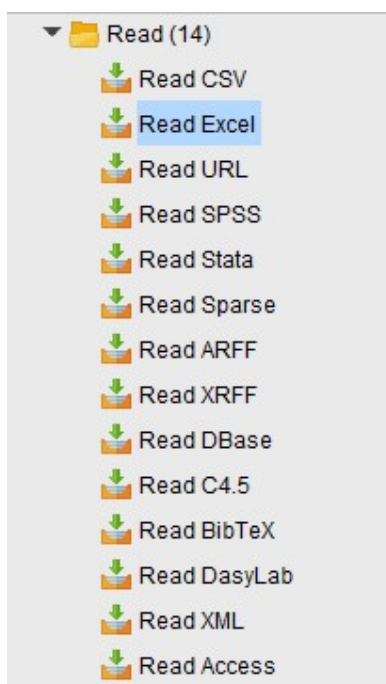 Read (14)
Read CSV
Read Excel
Read URL
Read SPSS
Read Stata
Read Sparse
Read ARFF
Read XRFF
Read DBase
Read C4.5
Read BibTeX
Read DasyLab
Read XML
Read Access